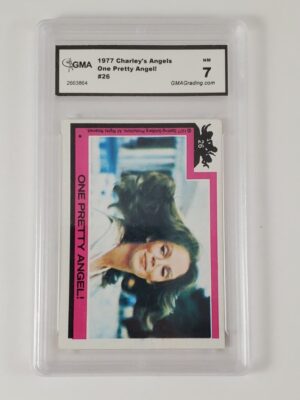 GMA
2663864
1977 Charley's Angels
One Pretty Angel!
#26
NM
7
GMAGrading.com
26
ONE PRETTY ANGEL!